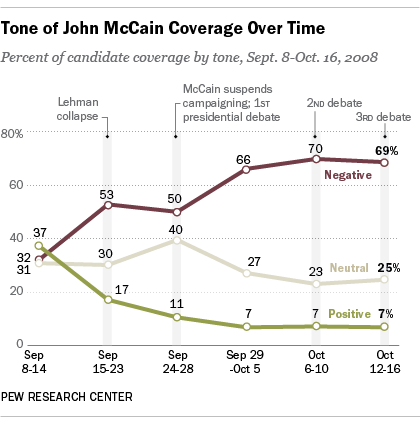 Tone of John McCain Coverage Over Time
Percent of candidate coverage by tone, Sept. 8-Oct. 16, 2008
Lehman
collapse
McCain suspends
campaigning; 1ST
presidential debate
2ND debate
3RD debate
80%
60
40
20
0
37
32
31
53
30
17
50
40
11
66
27
7
70
23
7
69%
25%
7%
Negative
Neutral
Positive
Sep
8-14
Sep
15-23
Sep
24-28
Sep 29
-Oct 5
Oct
6-10
Oct
12-16
PEW RESEARCH CENTER